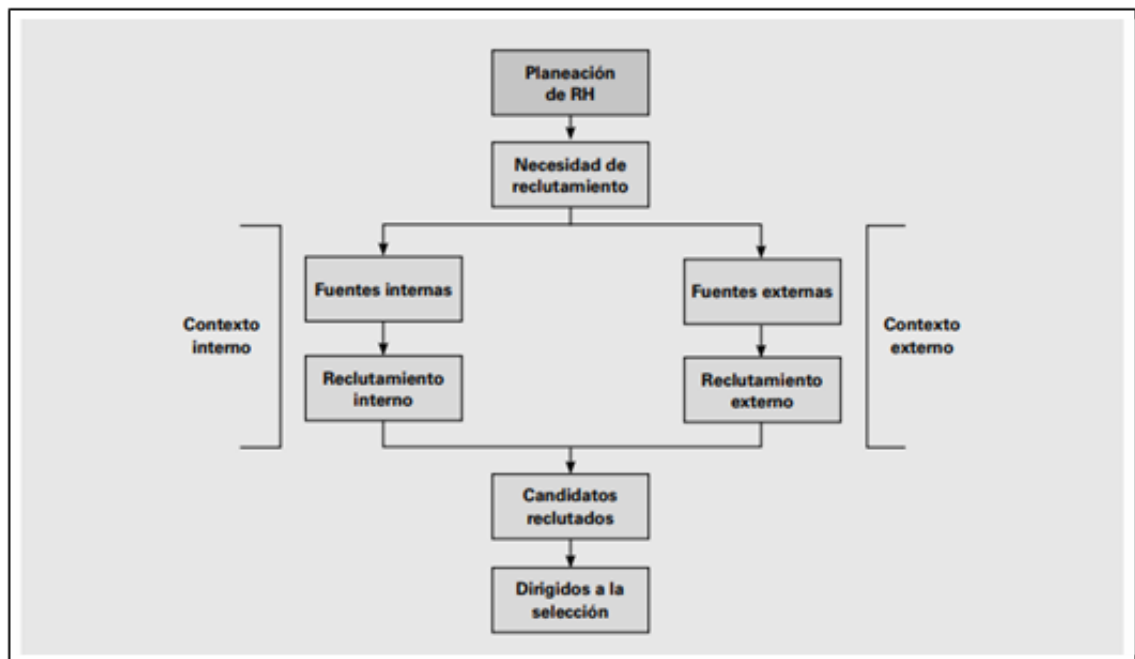 Planeación
de RH
Necesidad de
reclutamiento
Fuentes internas
Fuentes externas
Contexto
interno
Contexto
externo
Reclutamiento
interno
Reclutamiento
externo
Candidatos
reclutados
Dirigidos a la
selección